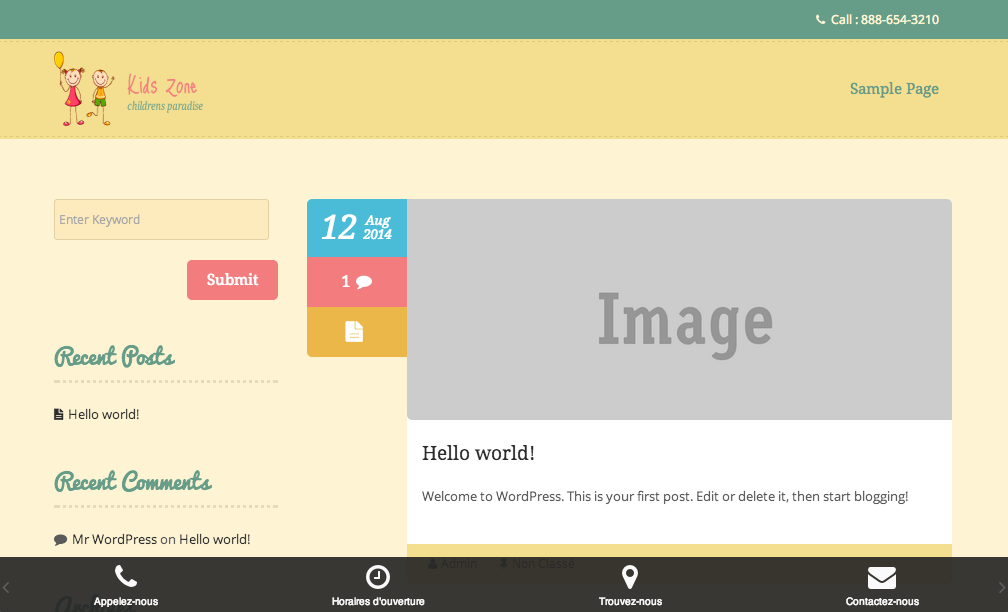 Call : 888-654-3210
Kids Zone
childrens paradise
Sample Page
Enter Keyword
Submit
Recent Posts
Hello world!
Recent Comments
Mr WordPress on Hello world!
12 Aug 2014
1
Image
Hello world!
Welcome to WordPress. This is your first post. Edit or delete it, then start blogging!
Admin Non Classé
Archives
Appelez-nous
Horaires d'ouverture
Trouvez-nous
Contactez-nous